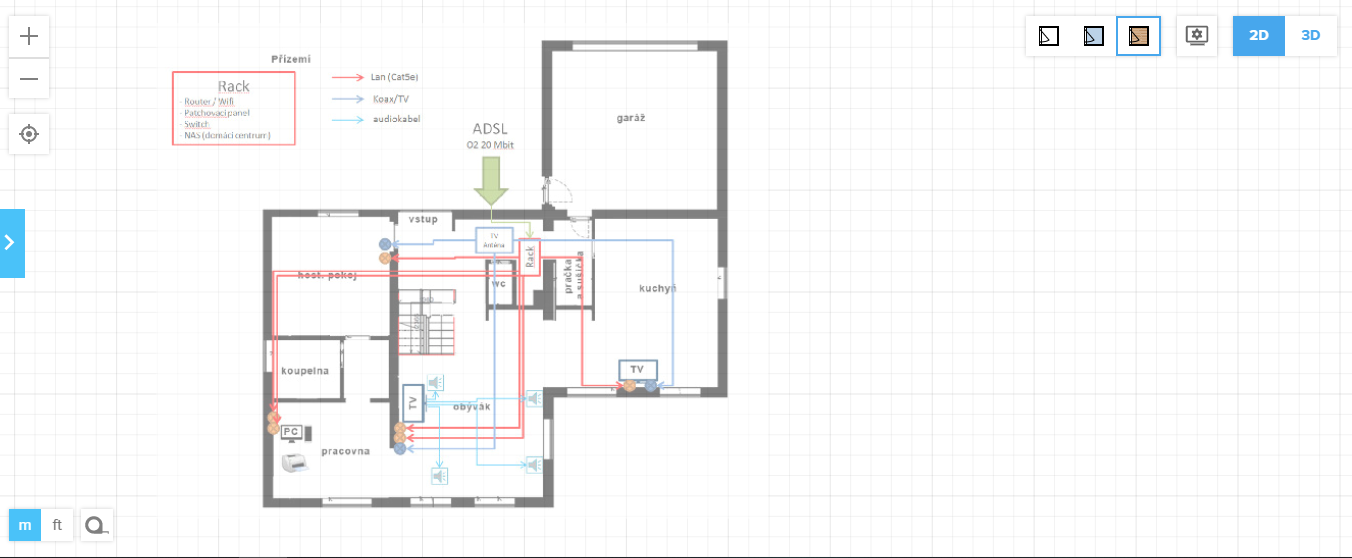 2D
3D
Přízemí
Rack
- Router / Wifi
- Patchovací panel
- Switch
- NAS (domácí centrum)
Lan (Cat5e)
Koax/TV
audiokabel
ADSL
O2 20 Mbit
garáž
vstup
TV
Anténa
Rack
host. pokoj
wc
pračka
a sušička
kuchyň
koupelna
TV
TV
obývák
PC
pracovna
m
ft